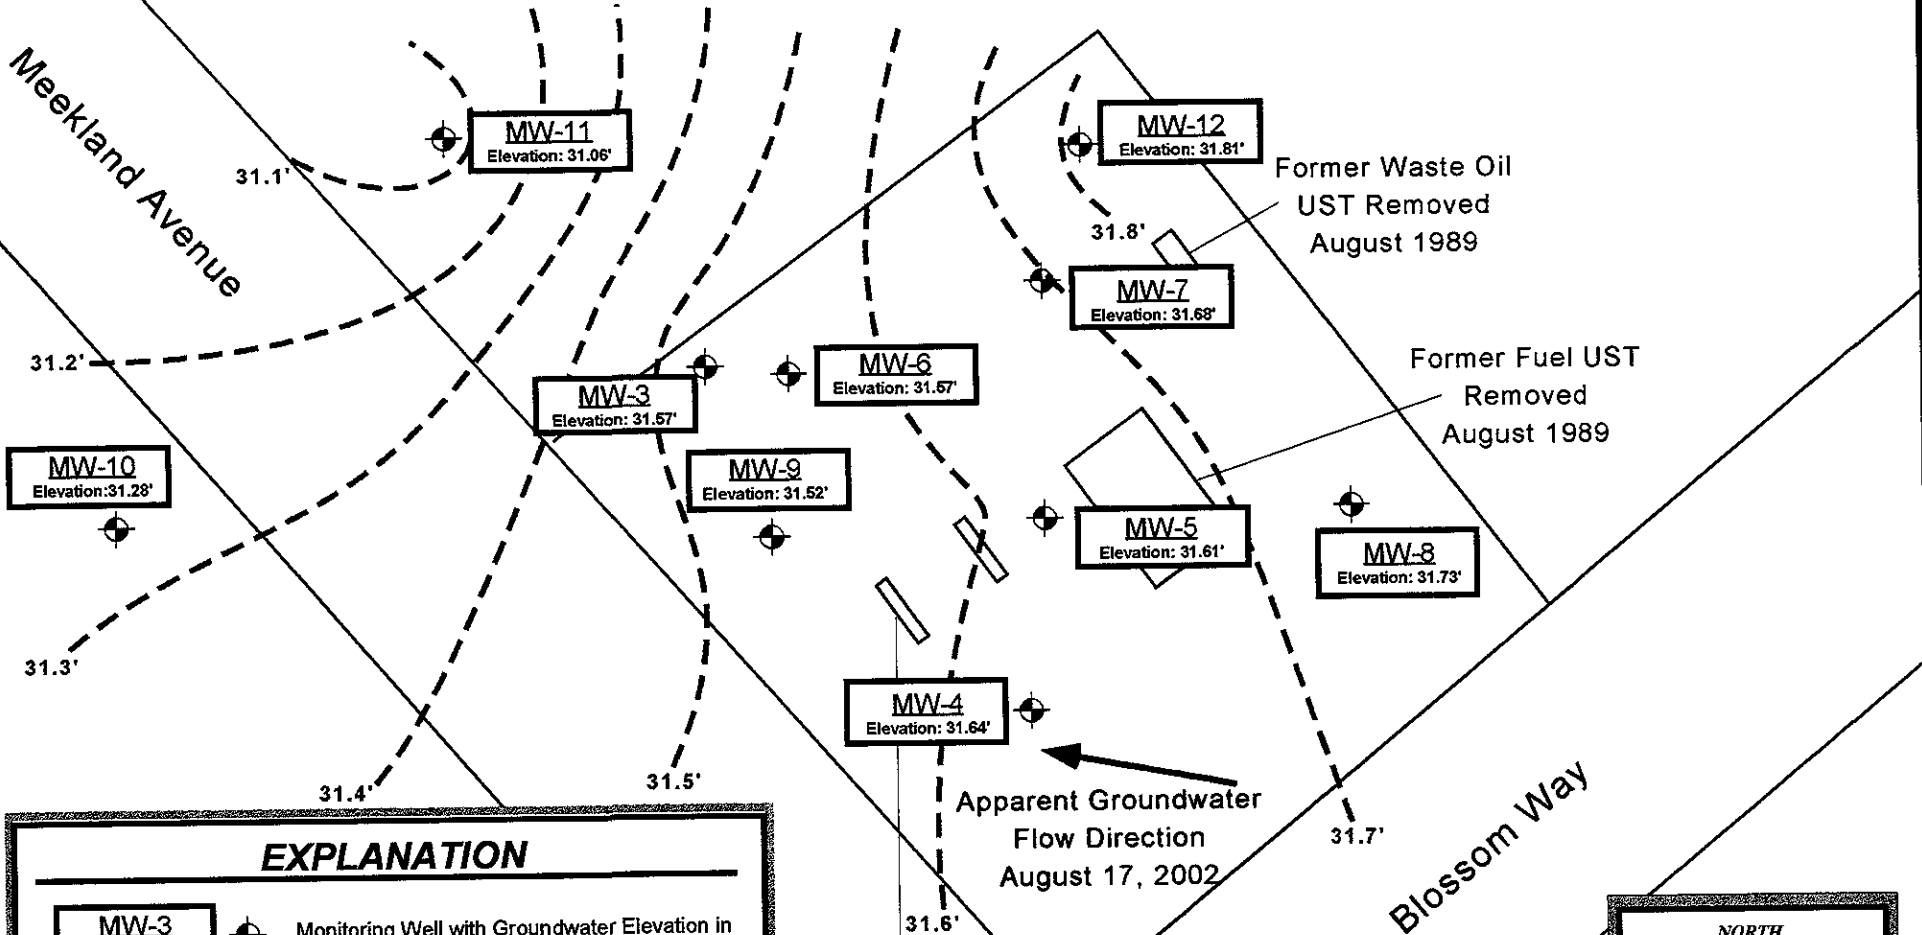 Meekland Avenue
MW-11
Elevation: 31.06'
MW-12
Elevation: 31.81'
31.1'
Former Waste Oil
UST Removed
August 1989
31.8'
MW-7
Elevation: 31.68'
31.2'
MW-6
Elevation: 31.57'
MW-3
Elevation: 31.57'
Former Fuel UST
Removed
August 1989
MW-10
Elevation:31.28'
MW-9
Elevation: 31.52'
MW-5
Elevation: 31.61'
MW-8
Elevation: 31.73'
31.3'
MW-4
Elevation: 31.64'
31.4'
31.5'
Apparent Groundwater
Flow Direction
August 17, 2002
31.7'
Blossom Way
31.6'
EXPLANATION
MW-3
Monitoring Well with Groundwater Elevation in
NORTH